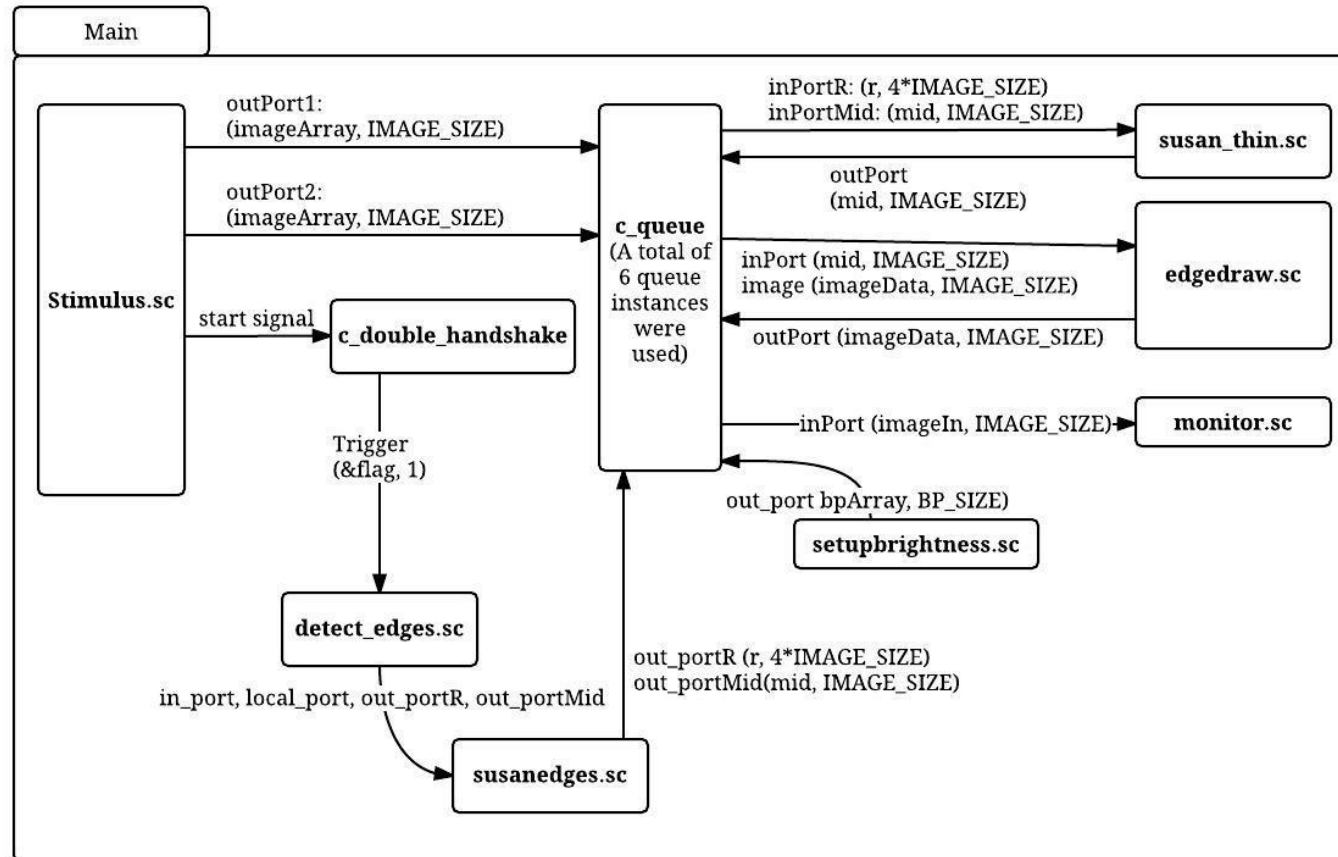 Main
outPort1:
(imageArray, IMAGE_SIZE)
outPort2:
(imageArray, IMAGE_SIZE)
Stimulus.sc
start signal
c_double_handshake
Trigger
(&flag, 1)
detect_edges.sc
in_port, local_port, out_portR, out_portMid
susanedges.sc
out_portR (r, 4*IMAGE_SIZE)
out_portMid(mid, IMAGE_SIZE)
c_queue
(A total of
6 queue
instances
were
used)
inPortR: (r, 4*IMAGE_SIZE)
inPortMid: (mid, IMAGE_SIZE)
susan_thin.sc
outPort
(mid, IMAGE_SIZE)
inPort (mid, IMAGE_SIZE)
image (imageData, IMAGE_SIZE)
edgedraw.sc
outPort (imageData, IMAGE_SIZE)
inPort (imageIn, IMAGE_SIZE)
monitor.sc
out_port bpArray, BP_SIZE)
setupbrightness.sc